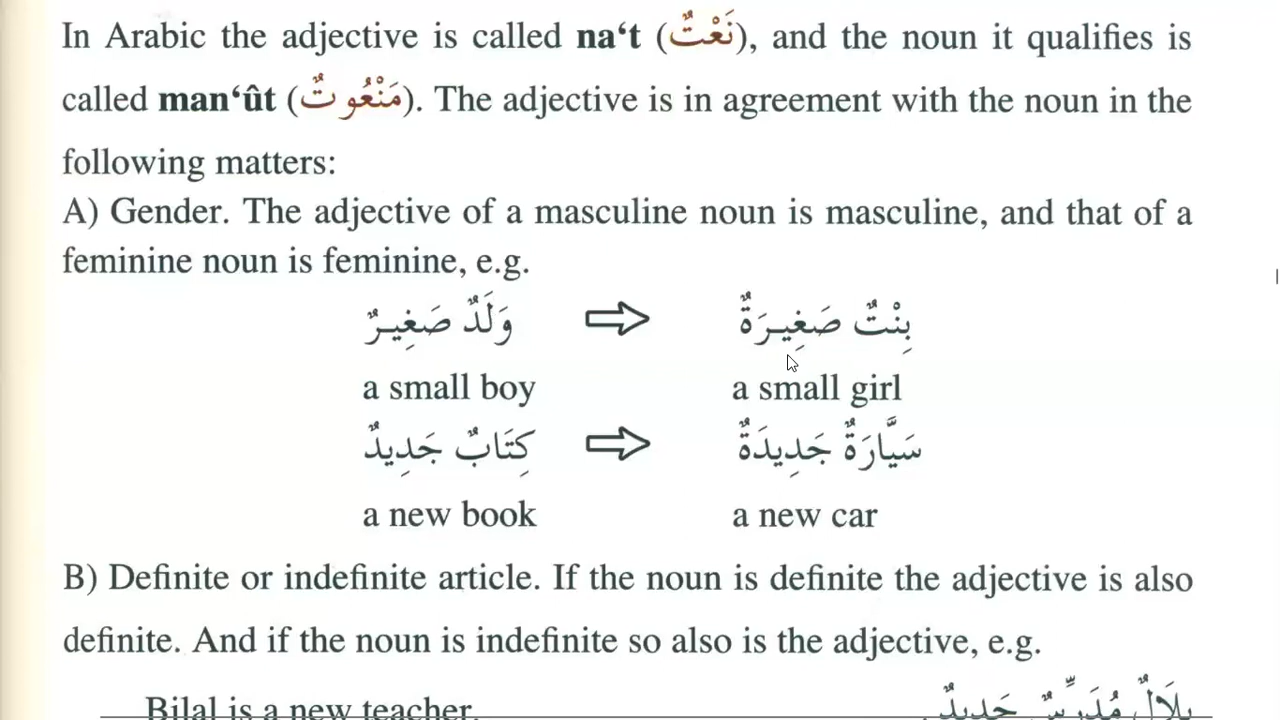 In Arabic the adjective is called na‘t (نَعْتٌ), and the noun it qualifies is
called man‘ût (مَنْعُوتٌ). The adjective is in agreement with the noun in the
following matters:
A) Gender. The adjective of a masculine noun is masculine, and that of a
feminine noun is feminine, e.g.
وَلَدٌ صَغِيرٌ ⇨ بِنْتٌ صَغِيرَةٌ
a small boy a small girl
كِتَابٌ جَدِيدٌ ⇨ سَيَّارَةٌ جَدِيدَةٌ
a new book a new car
B) Definite or indefinite article. If the noun is definite the adjective is also
definite. And if the noun is indefinite so also is the adjective, e.g.
Bilal is a new teacher. بِلَالٌ مُدَرِّسٌ جَدِيدٌ.